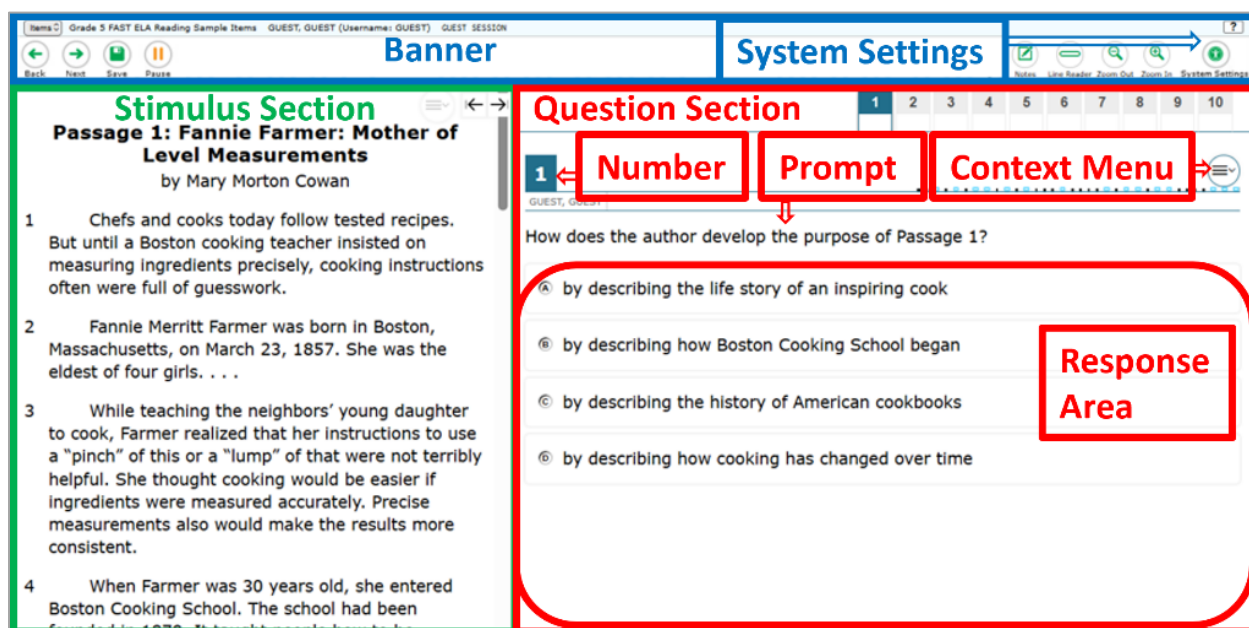 Items Grade 5 FAST ELA Reading Sample Items GUEST, GUEST (Username: GUEST) GUEST SESSION ?
Banner
System Settings
Back Next Save Pause
Notes Line Reader Zoom Out Zoom In System Settings
Stimulus Section
Passage 1: Fannie Farmer: Mother of
Level Measurements
by Mary Morton Cowan
1 Chefs and cooks today follow tested recipes.
But until a Boston cooking teacher insisted on
measuring ingredients precisely, cooking instructions
often were full of guesswork.
2 Fannie Merritt Farmer was born in Boston,
Massachusetts, on March 23, 1857. She was the
eldest of four girls. . . .
3 While teaching the neighbors’ young daughter
to cook, Farmer realized that her instructions to use
a “pinch” of this or a “lump” of that were not terribly
helpful. She thought cooking would be easier if
ingredients were measured accurately. Precise
measurements also would make the results more
consistent.
4 When Farmer was 30 years old, she entered
Boston Cooking School. The school had been
Question Section
1 2 3 4 5 6 7 8 9 10
1
Number
Prompt
Context Menu
GUEST, GUEST
How does the author develop the purpose of Passage 1?
A by describing the life story of an inspiring cook
B by describing how Boston Cooking School began
C by describing the history of American cookbooks
D by describing how cooking has changed over time
Response
Area